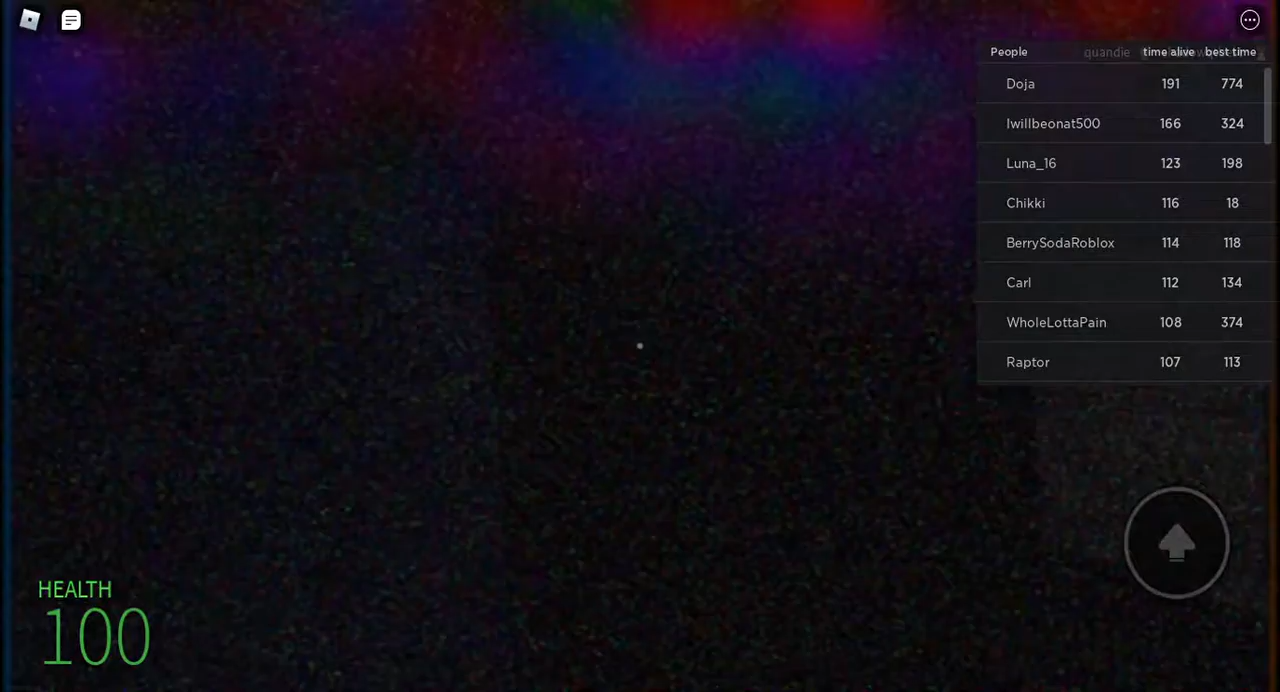 People quandie time alive best time
Doja 191 774
Iwillbeonat500 166 324
Luna_16 123 198
Chikki 116 18
BerrySodaRoblox 114 118
Carl 112 134
WholeLottaPain 108 374
Raptor 107 113
HEALTH
100